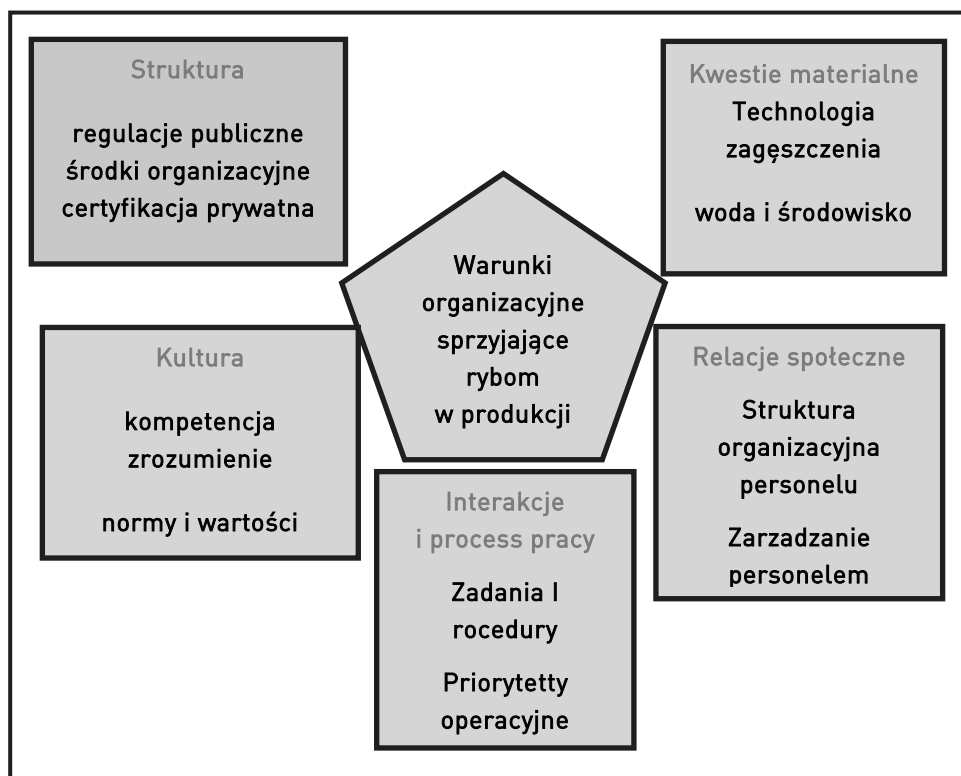 Struktura
regulacje publiczne
środki organizacyjne
certyfikacja prywatna
Kwestie materialne
Technologia
zagęszczenia
woda i środowisko
Warunki
organizacyjne
sprzyjające
rybom
w produkcji
Kultura
kompetencja
zrozumienie
normy i wartości
Relacje społeczne
Struktura
organizacyjna
personelu
Zarzadzanie
personelem
Interakcje
i process pracy
Zadania I
rocedury
Priorytetty
operacyjne